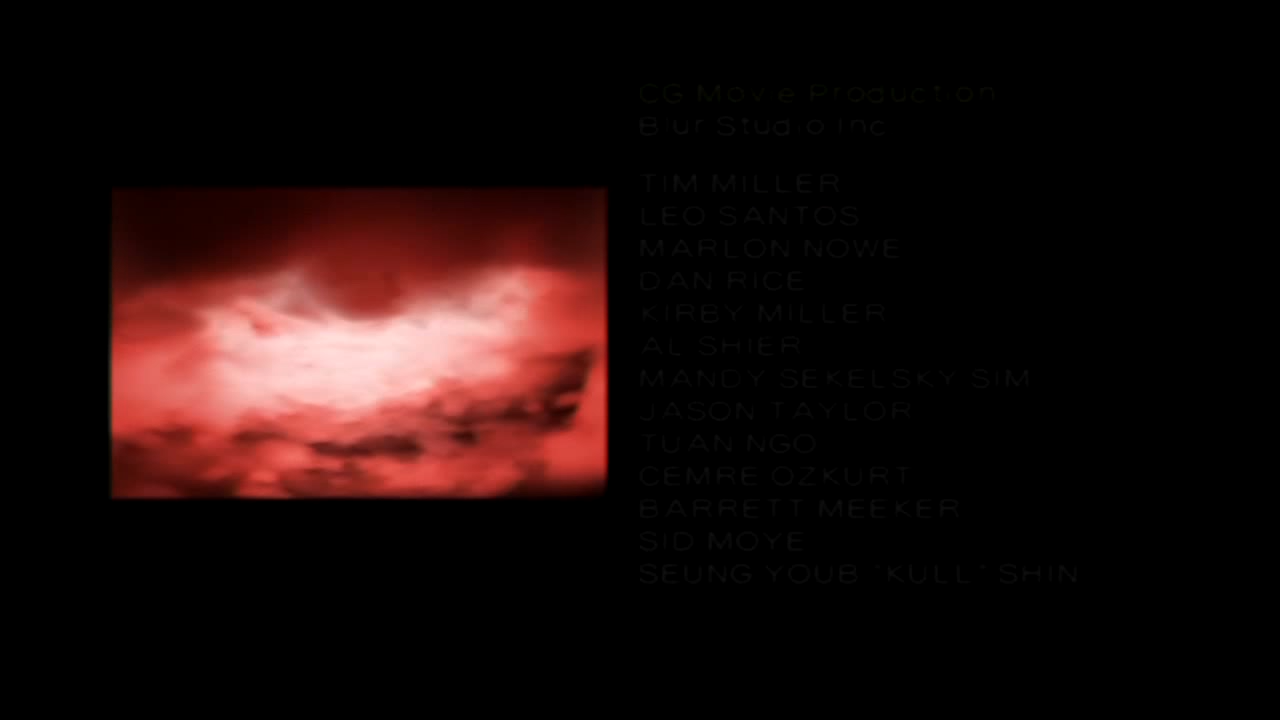 CG Movie Production
Blur Studio Inc
TIM MILLER
LEO SANTOS
MARLON NOWE
DAN RICE
KIRBY MILLER
AL SHIER
MANDY SEKELSKY SIM
JASON TAYLOR
TUAN NGO
CEMRE OZKURT
BARRETT MEEKER
SID MOYE
SEUNG YOUB "KULL" SHIN